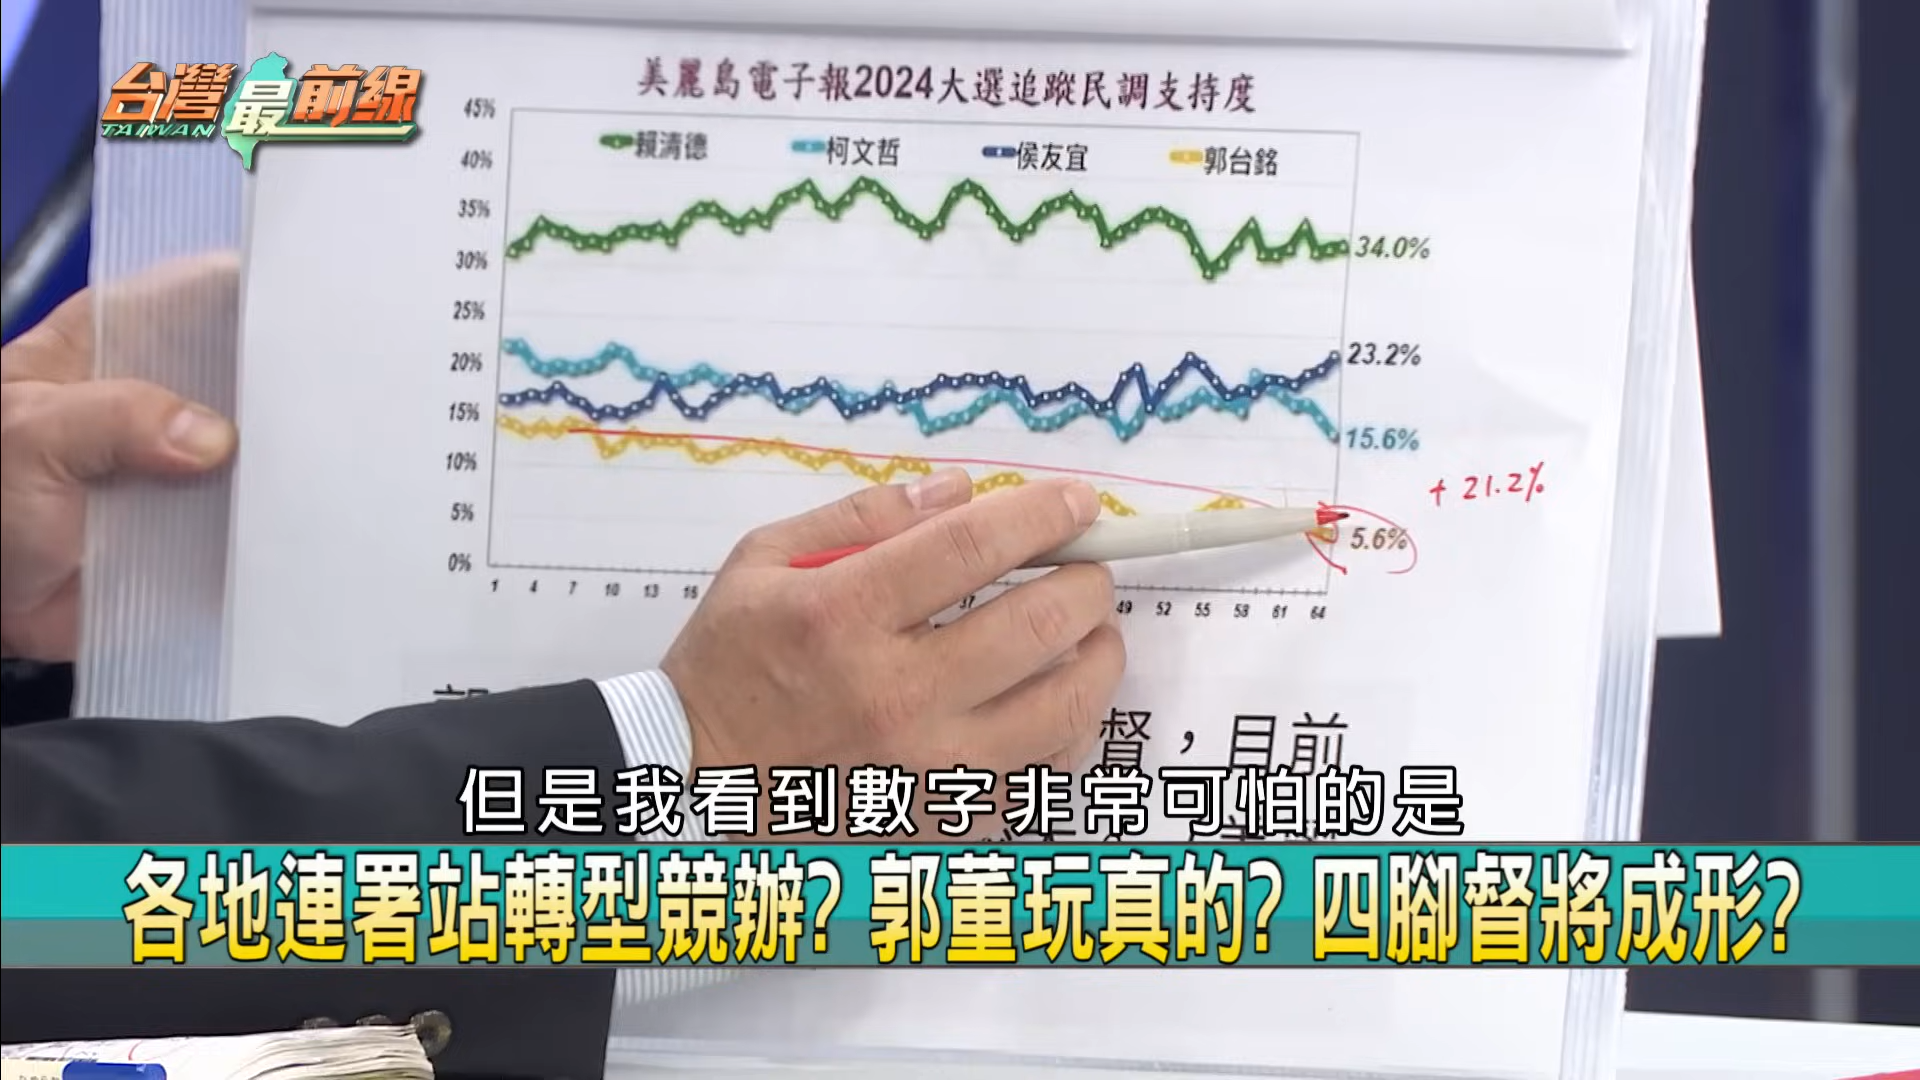 台灣最前線
TAIWAN
美麗島電子報2024大選追蹤民調支持度
賴清德 柯文哲 侯友宜 郭台銘
45%
40%
35%
30%
25%
20%
15%
10%
5%
0%
34.0%
23.2%
15.6%
+ 21.2%
5.6%
1 4 7 10 13 16 37 49 52 55 58 61 64
督，目前
但是我看到數字非常可怕的是
各地連署站轉型競辦? 郭董玩真的? 四腳督將成形?